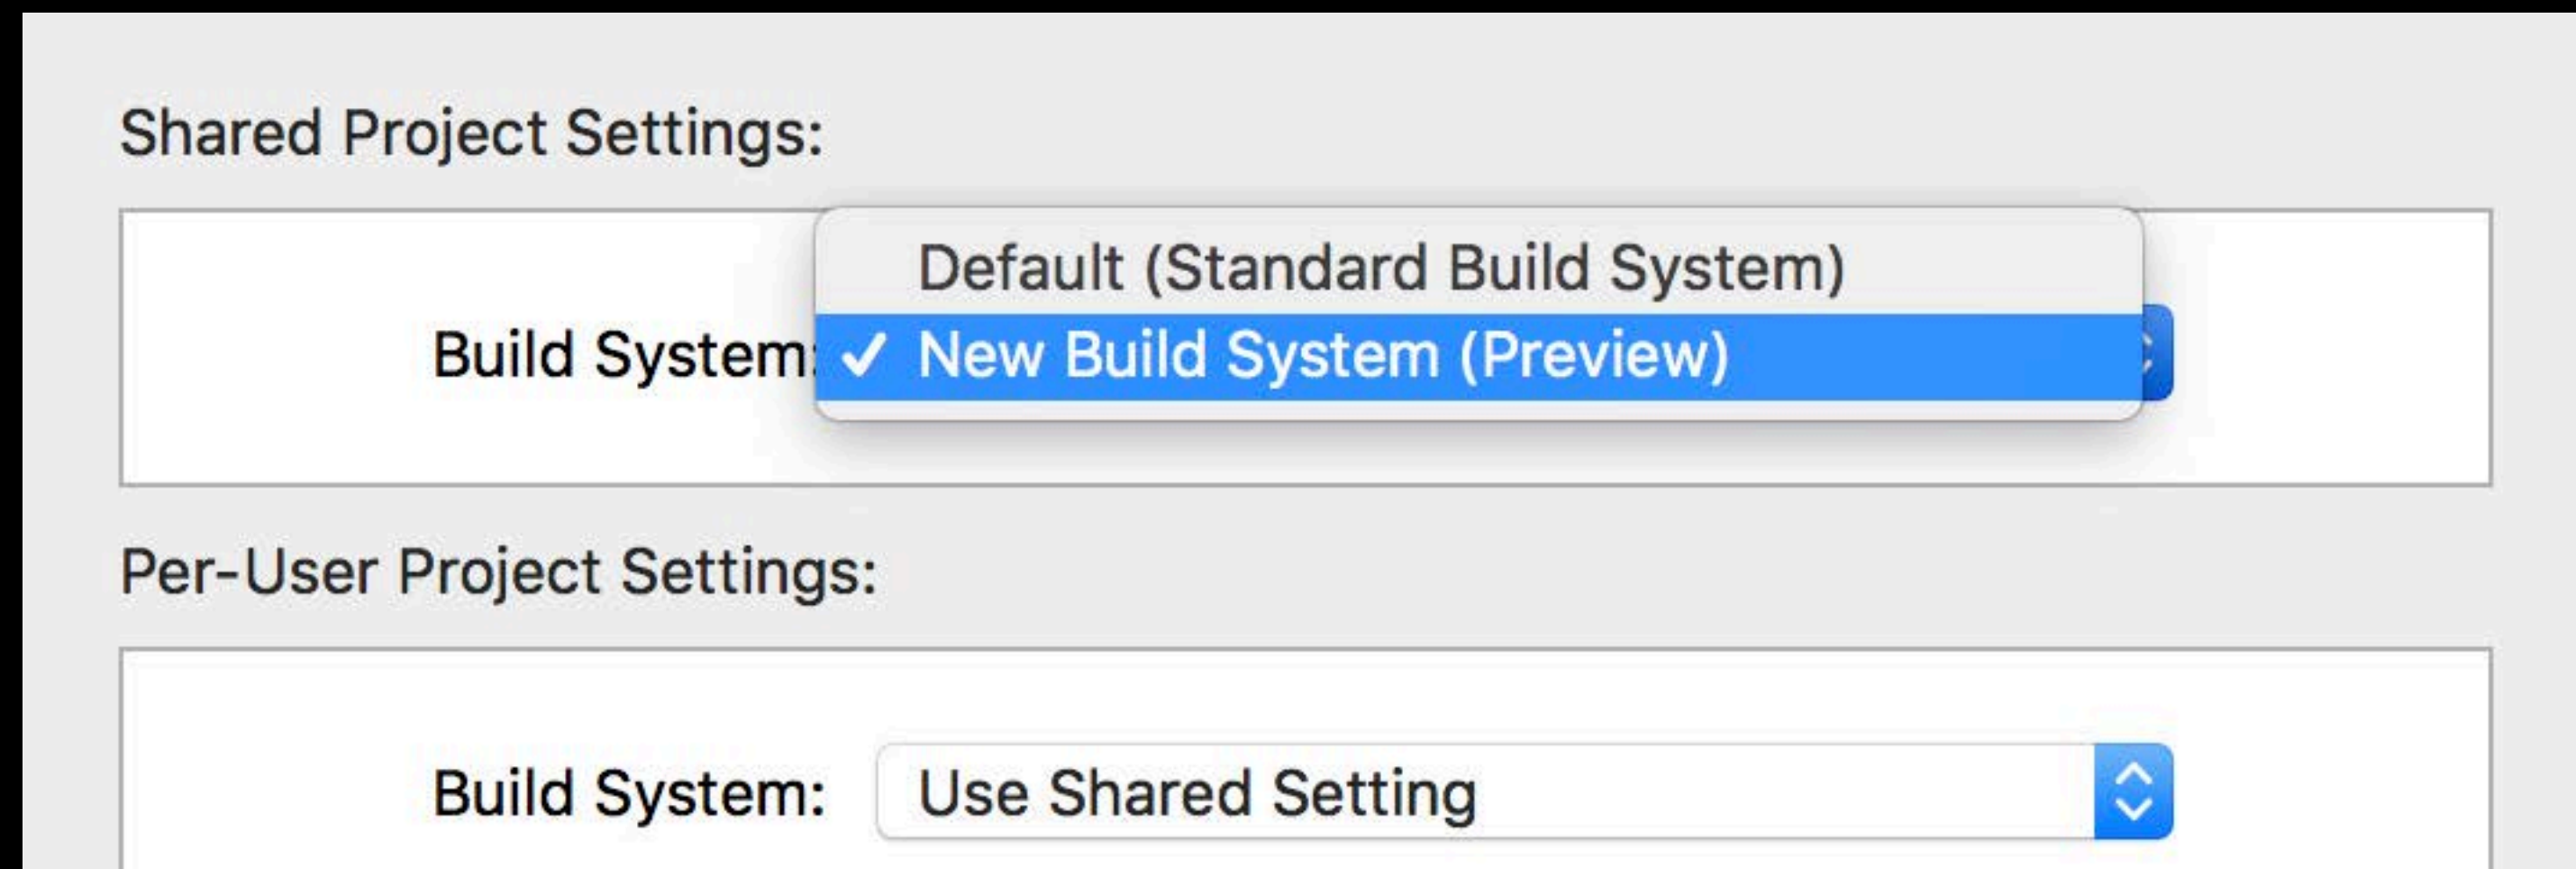 Shared Project Settings:
Default (Standard Build System)
Build System: ✓ New Build System (Preview)
Per-User Project Settings:
Build System: Use Shared Setting